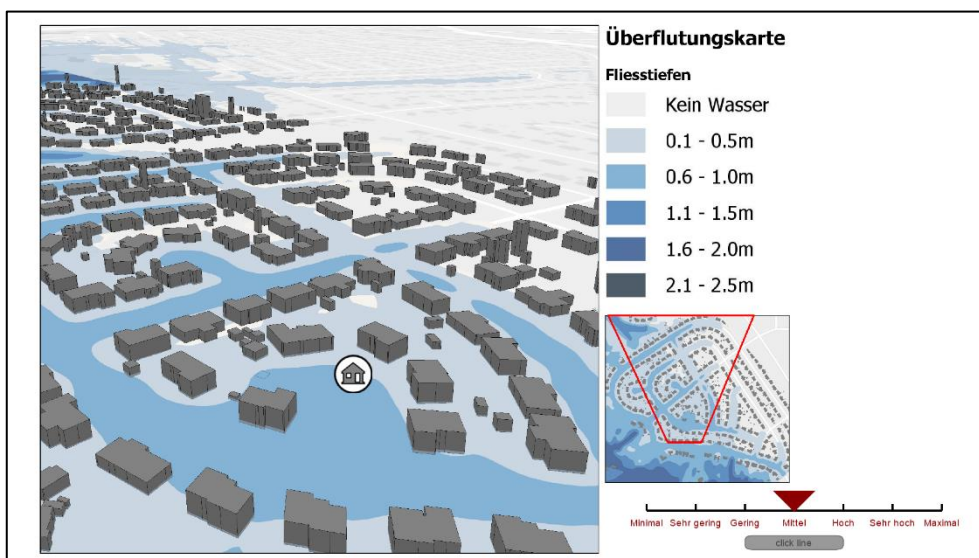 Überflutungskarte
Fliesstiefen
Kein Wasser
0.1 - 0.5m
0.6 - 1.0m
1.1 - 1.5m
1.6 - 2.0m
2.1 - 2.5m
Minimal Sehr gering Gering Mittel Hoch Sehr hoch Maximal
click line